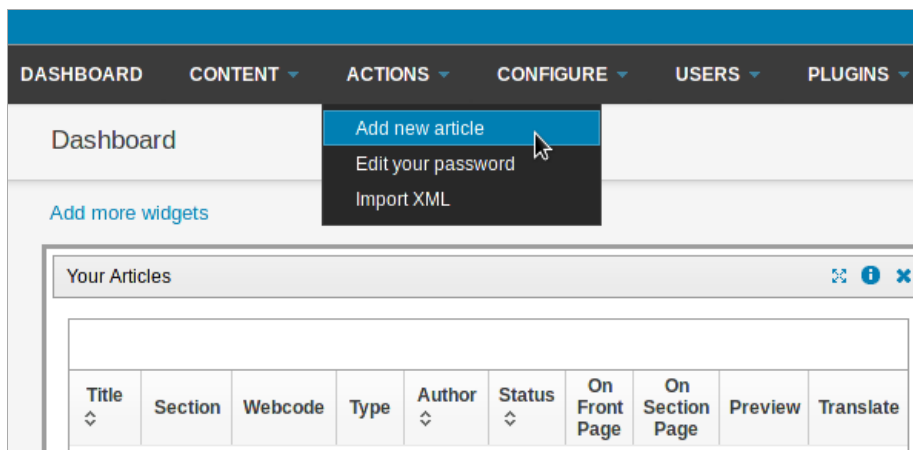 DASHBOARD CONTENT ACTIONS CONFIGURE USERS PLUGINS
Dashboard
Add new article
Edit your password
Import XML
Add more widgets
Your Articles
Title Section Webcode Type Author Status On Front Page On Section Page Preview Translate